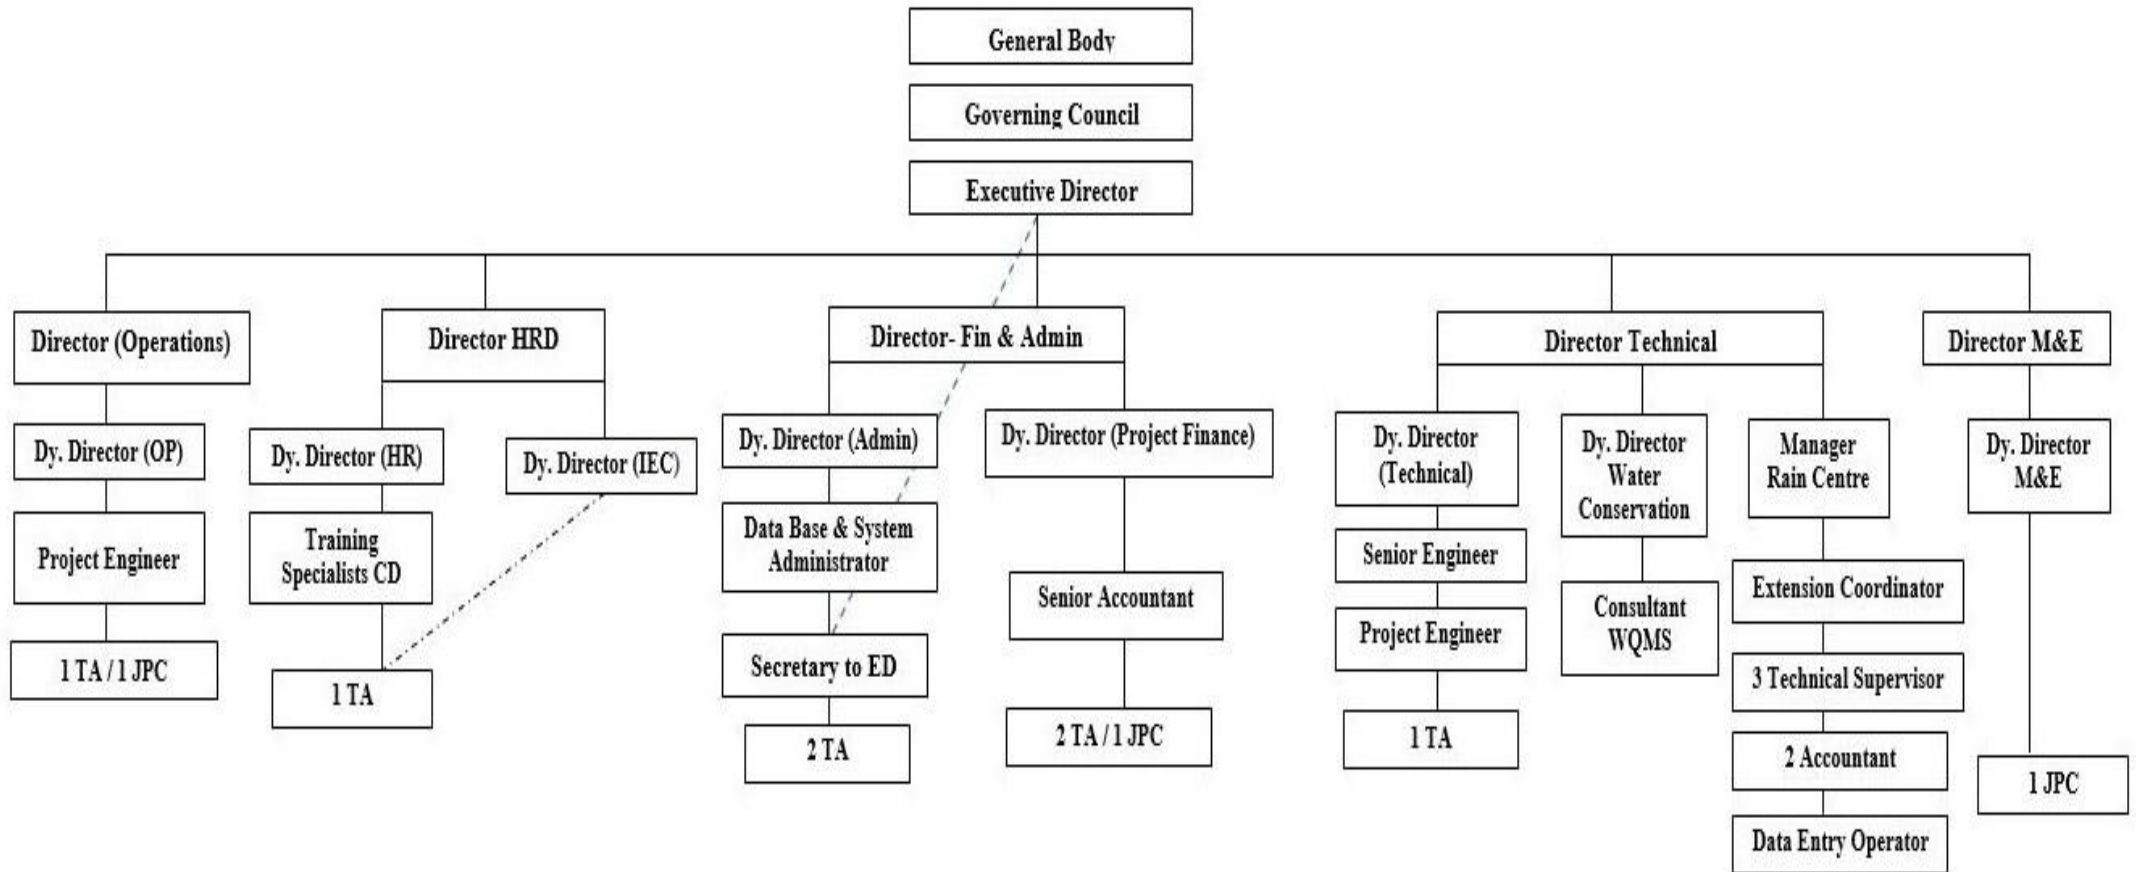 General Body
Governing Council
Executive Director
Director (Operations)
Director HRD
Director- Fin & Admin
Director Technical
Director M&E
Dy. Director (OP)
Project Engineer
1 TA / 1 JPC
Dy. Director (HR)
Training
Specialists CD
1 TA
Dy. Director (IEC)
Dy. Director (Admin)
Data Base & System
Administrator
Secretary to ED
2 TA
Dy. Director (Project Finance)
Senior Accountant
2 TA / 1 JPC
Dy. Director
(Technical)
Senior Engineer
Project Engineer
1 TA
Dy. Director
Water
Conservation
Consultant
WQMS
Manager
Rain Centre
Extension Coordinator
3 Technical Supervisor
2 Accountant
Data Entry Operator
Dy. Director
M&E
1 JPC